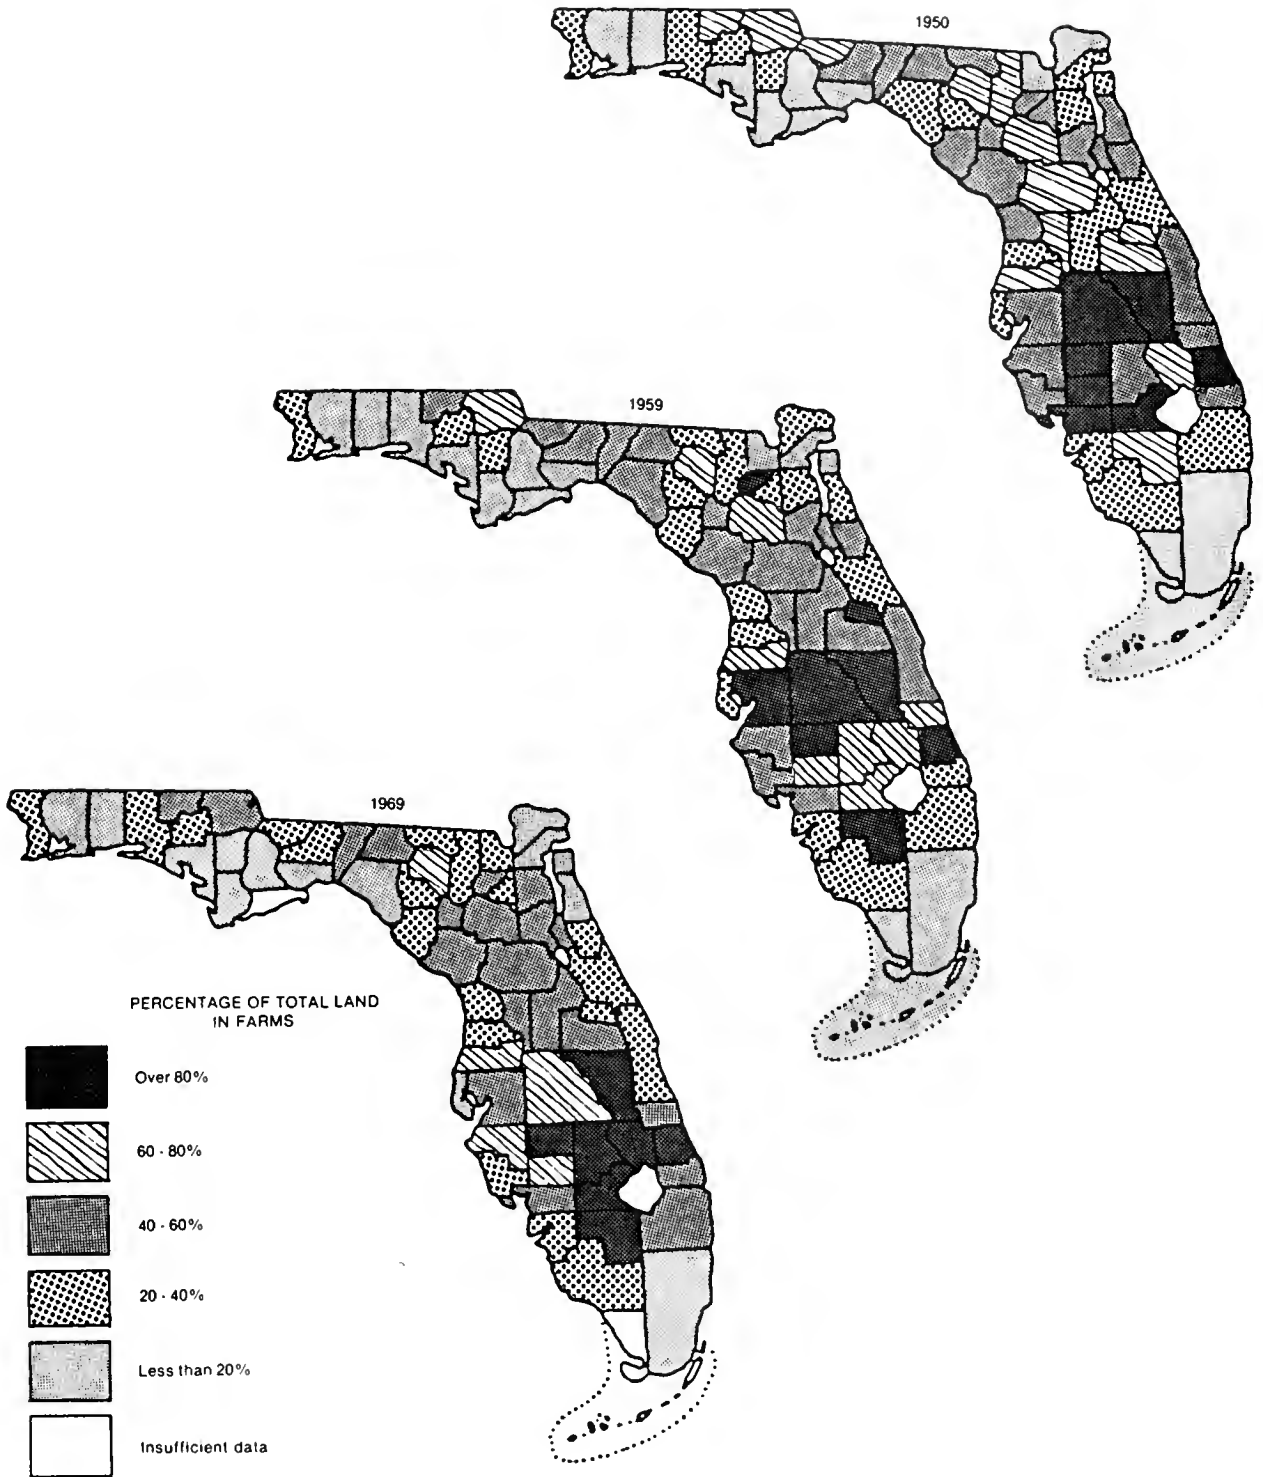 1950
1959
1969
PERCENTAGE OF TOTAL LAND
IN FARMS
Over 80%
60 - 80%
40 - 60%
20 - 40%
Less than 20%
Insufficient data